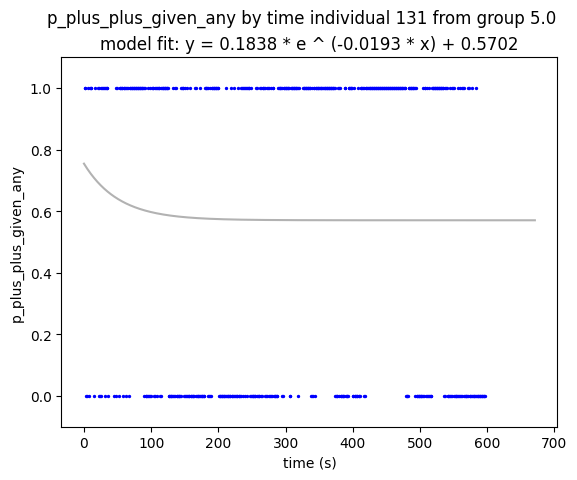 p_plus_plus_given_any by time individual 131 from group 5.0
model fit: y = 0.1838 * e ^ (-0.0193 * x) + 0.5702
1.0
0.8
0.6
0.4
0.2
0.0
p_plus_plus_given_any
0 100 200 300 400 500 600 700
time (s)